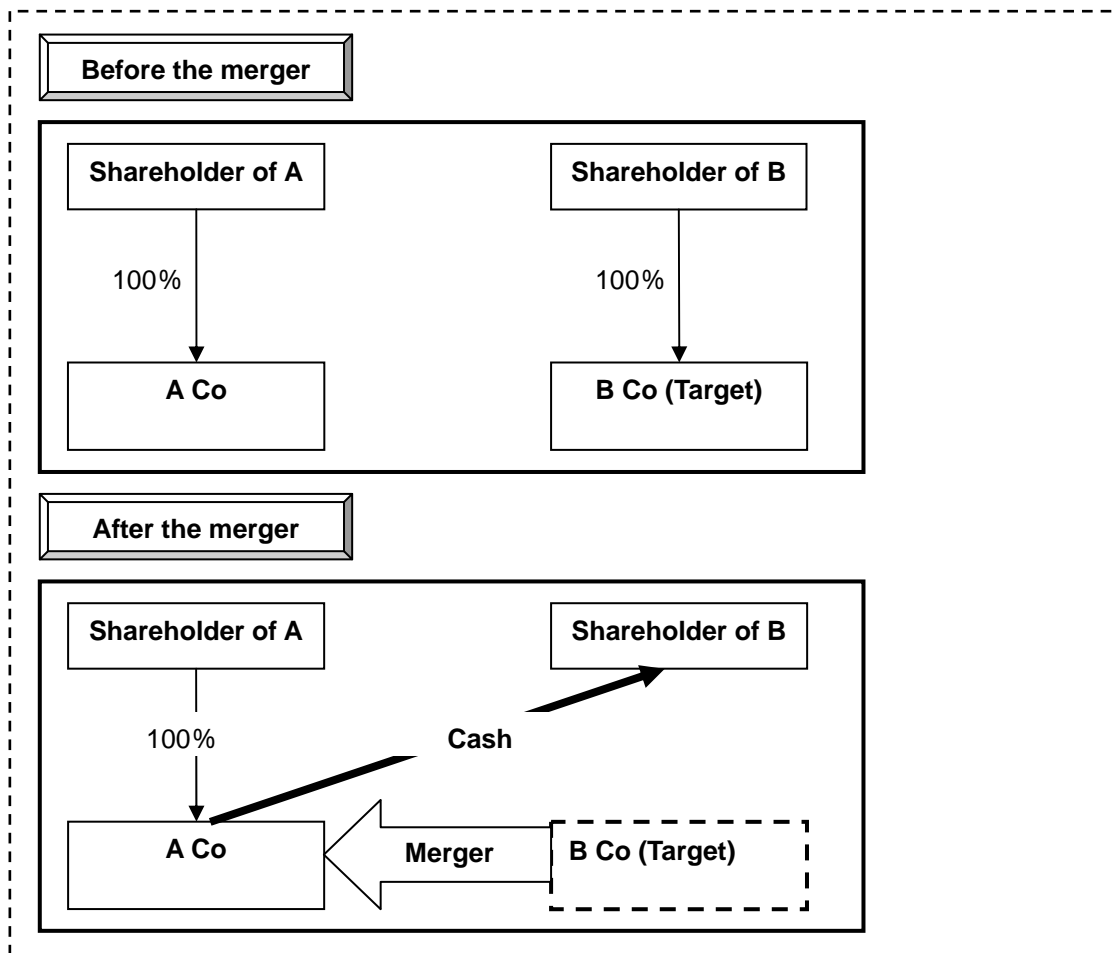 Before the merger
Shareholder of A
Shareholder of B
100%
100%
A Co
B Co (Target)
After the merger
Shareholder of A
Shareholder of B
100%
Cash
A Co
Merger
B Co (Target)